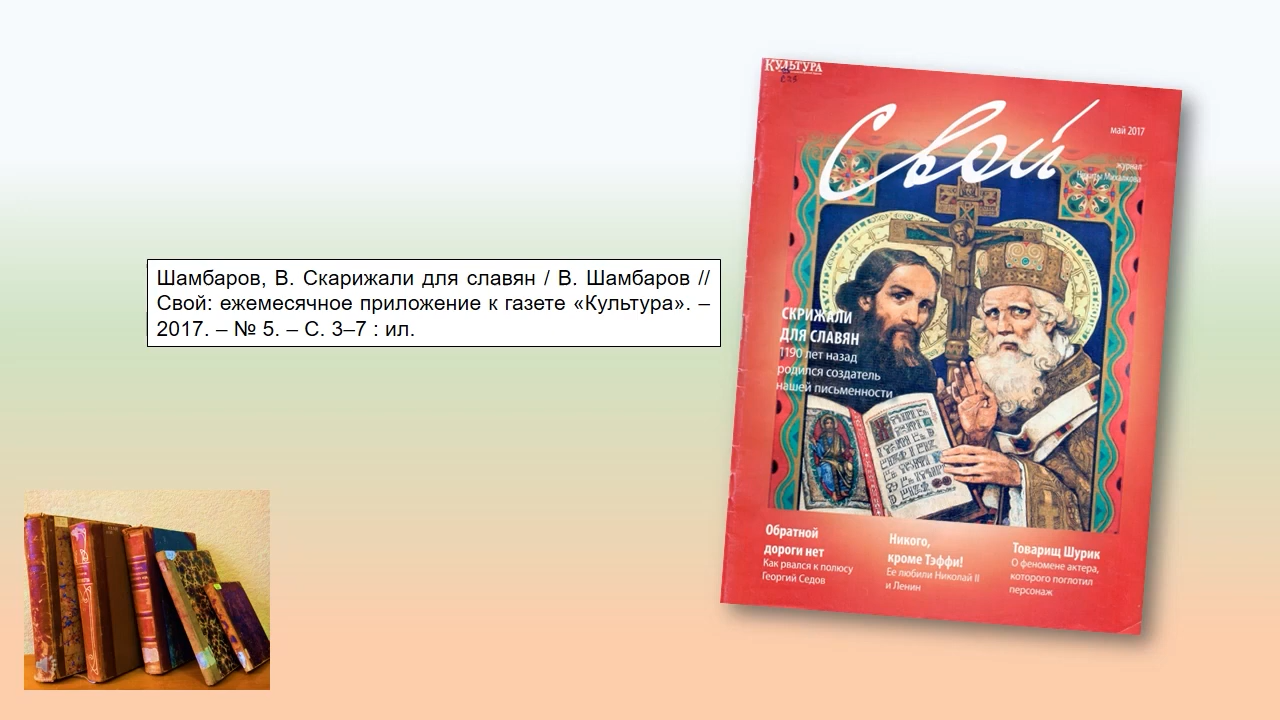 Шамбаров, В. Скарижали для славян / В. Шамбаров //
Свой: ежемесячное приложение к газете «Культура». –
2017. – № 5. – С. 3–7 : ил.
КУЛЬТУРА
Свой
май 2017
журнал
Никиты Михалкова
СКРИЖАЛИ
ДЛЯ СЛАВЯН
1190 лет назад
родился создатель
нашей письменности
Обратной
дороги нет
Как рвался к полюсу
Георгий Седов
Никого,
кроме Тэффи!
Ее любили Николай II
и Ленин
Товарищ Шурик
О феномене актера,
которого поглотил
персонаж